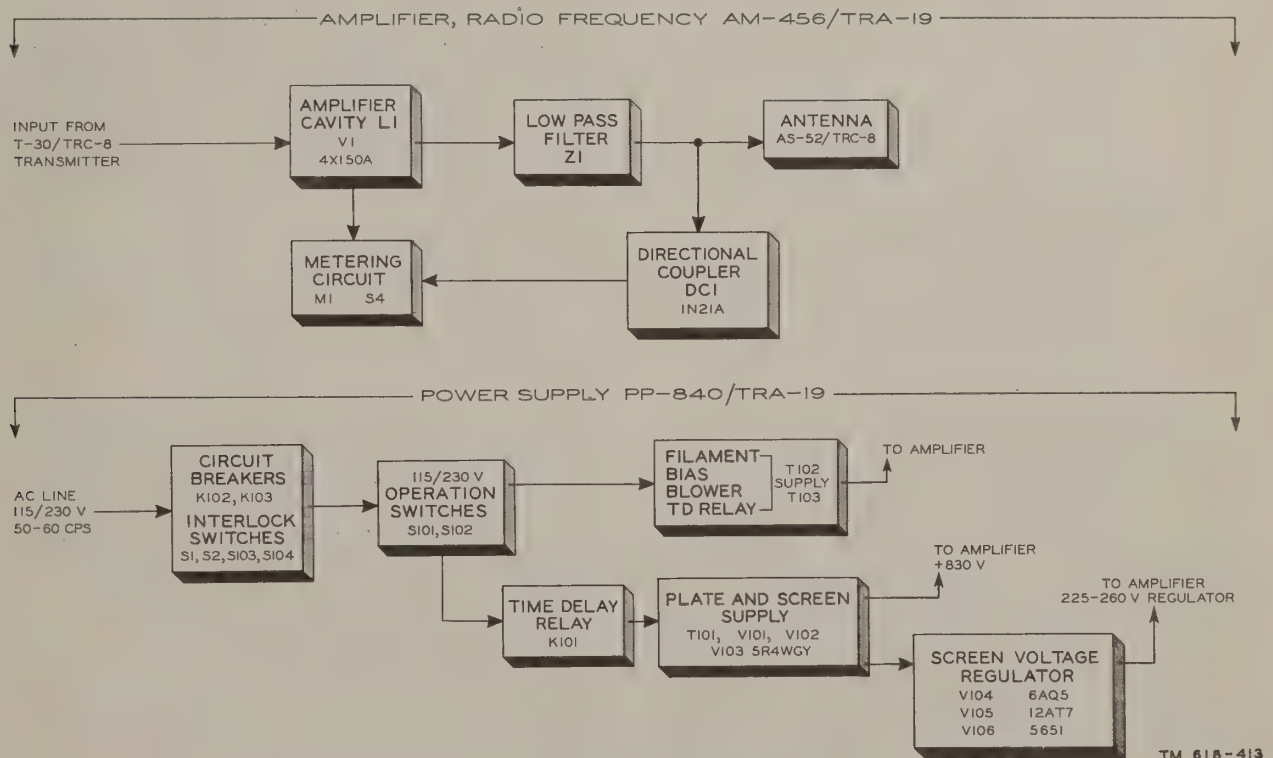 AMPLIFIER, RADIO FREQUENCY AM-456/TRA-19
INPUT FROM
T-30/TRC-8
TRANSMITTER
AMPLIFIER
CAVITY L1
V1
4X150A
LOW PASS
FILTER
Z1
ANTENNA
AS-52/TRC-8
METERING
CIRCUIT
M1 S4
DIRECTIONAL
COUPLER
DC1
1N21A
POWER SUPPLY PP-840/TRA-19
AC LINE
115/230 V
50-60 CPS
CIRCUIT
BREAKERS
K102, K103
INTERLOCK
SWITCHES
S1, S2, S103, S104
115/230 V
OPERATION
SWITCHES
S101, S102
FILAMENT
BIAS
BLOWER
TD RELAY
T102
SUPPLY
T103
TO AMPLIFIER
TIME DELAY
RELAY
K101
PLATE AND SCREEN
SUPPLY
T101, V101, V102
V103 5R4WGY
TO AMPLIFIER
+830 V
SCREEN VOLTAGE
REGULATOR
V104 6AQ5
V105 12AT7
V106 5651
TO AMPLIFIER
225-260 V REGULATOR
TM 618-413